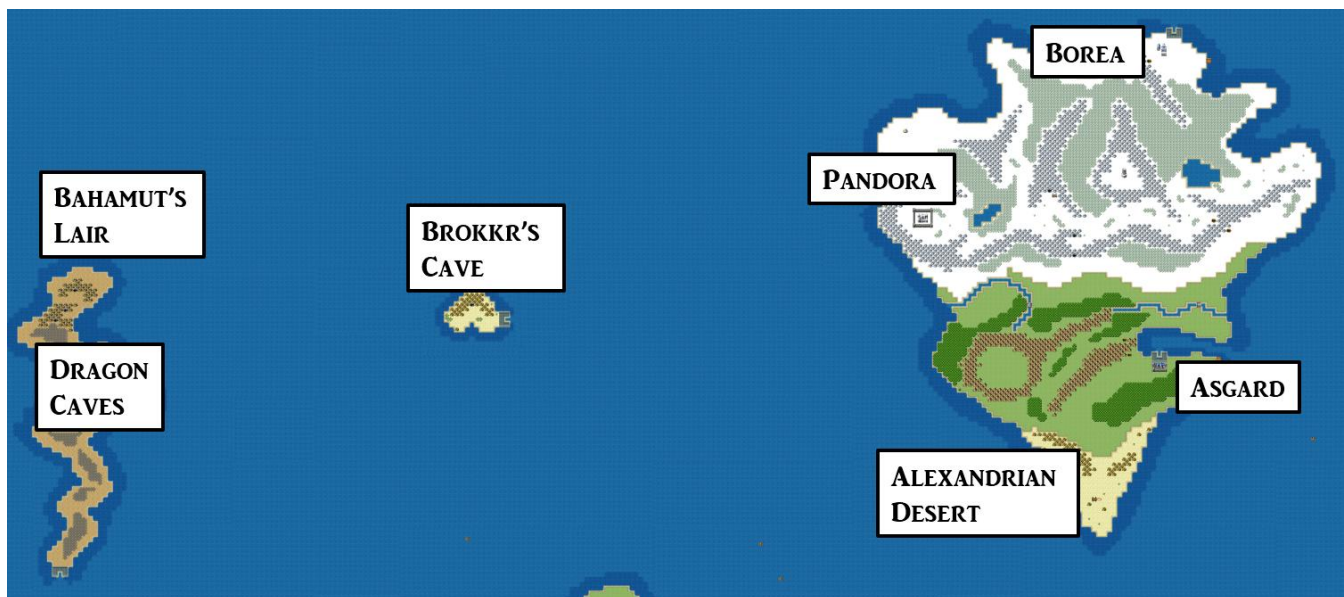 Borea
Pandora
Bahamut's
Lair
Brokkr's
Cave
Dragon
Caves
Asgard
Alexandrian
Desert